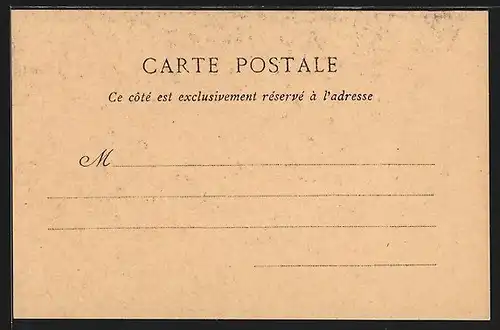 CARTE POSTALE
Ce côté est exclusivement réservé à l'adresse
M